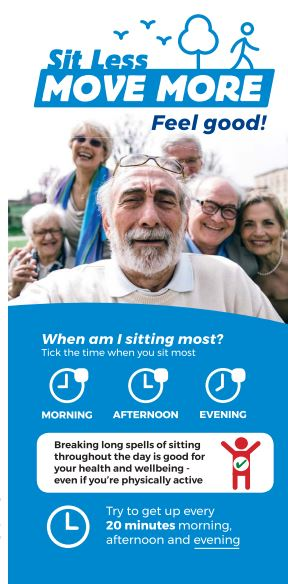 Sit Less
MOVE MORE
Feel good!
When am I sitting most?
Tick the time when you sit most
MORNING AFTERNOON EVENING
Breaking long spells of sitting
throughout the day is good for
your health and wellbeing -
even if you're physically active
Try to get up every
20 minutes morning,
afternoon and evening